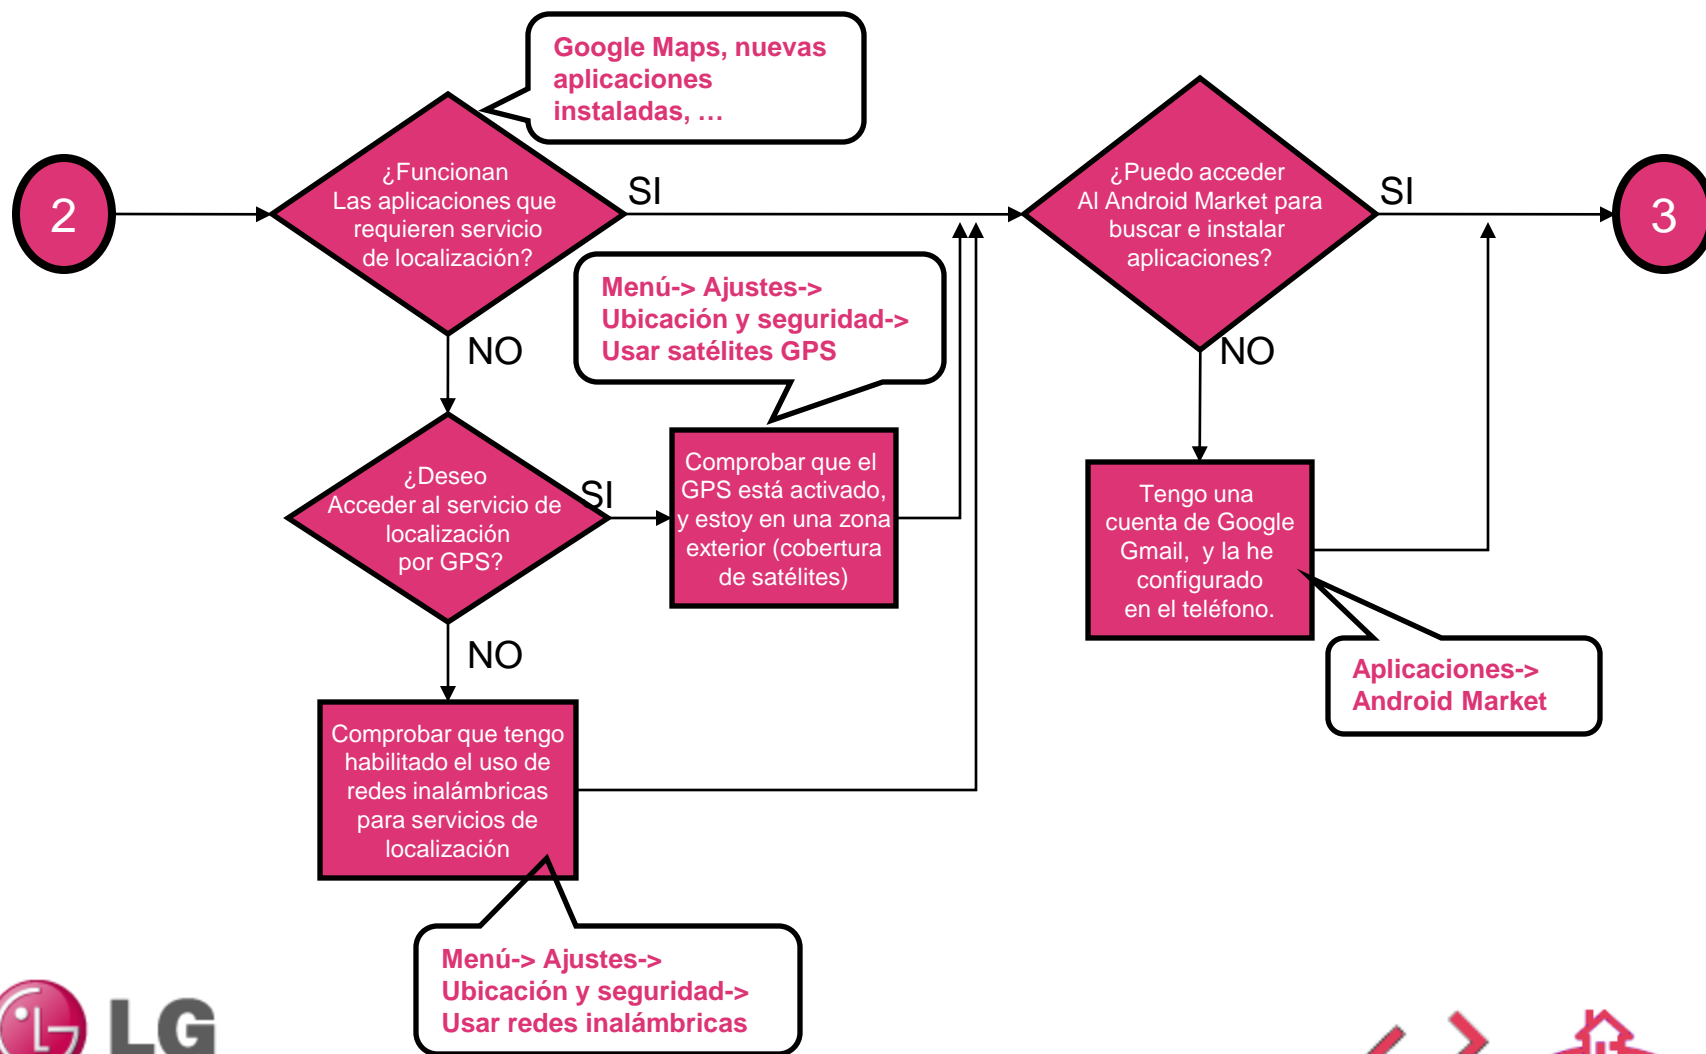 Google Maps, nuevas
aplicaciones
instaladas, …
2
¿Funcionan
Las aplicaciones que
requieren servicio
de localización?
SI
¿Puedo acceder
Al Android Market para
buscar e instalar
aplicaciones?
SI
3
Menú-> Ajustes->
Ubicación y seguridad->
Usar satélites GPS
NO
NO
¿Deseo
Acceder al servicio de
localización
por GPS?
SI
Comprobar que el
GPS está activado,
y estoy en una zona
exterior (cobertura
de satélites)
Tengo una
cuenta de Google
Gmail, y la he
configurado
en el teléfono.
NO
Aplicaciones->
Android Market
Comprobar que tengo
habilitado el uso de
redes inalámbricas
para servicios de
localización
Menú-> Ajustes->
Ubicación y seguridad->
Usar redes inalámbricas
LG